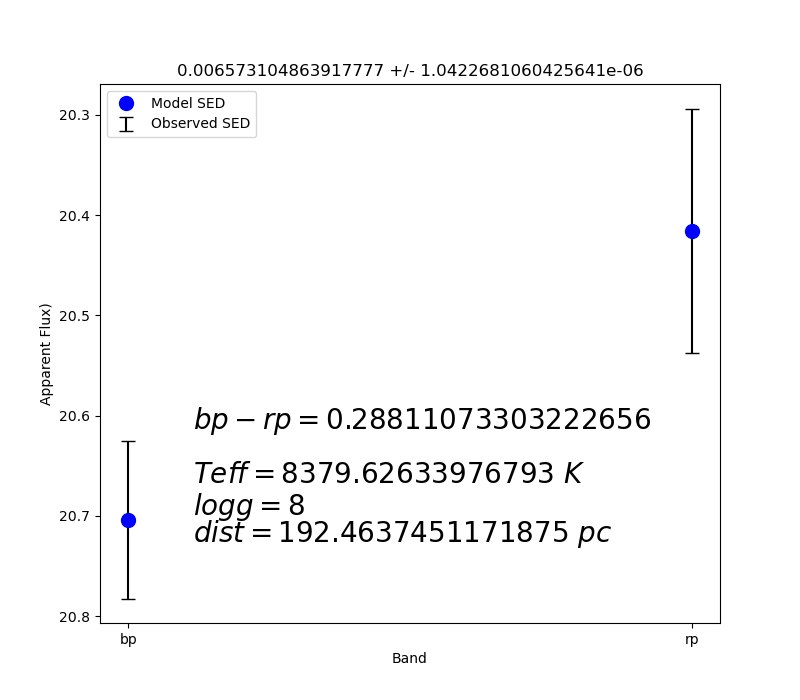 0.006573104863917777 +/- 1.0422681060425641e-06
Model SED
Observed SED
20.3
20.4
20.5
20.6
20.7
20.8
Apparent Flux)
bp − rp = 0.28811073303222656
Teff = 8379.62633976793 K
logg = 8
dist = 192.4637451171875 pc
bp
rp
Band